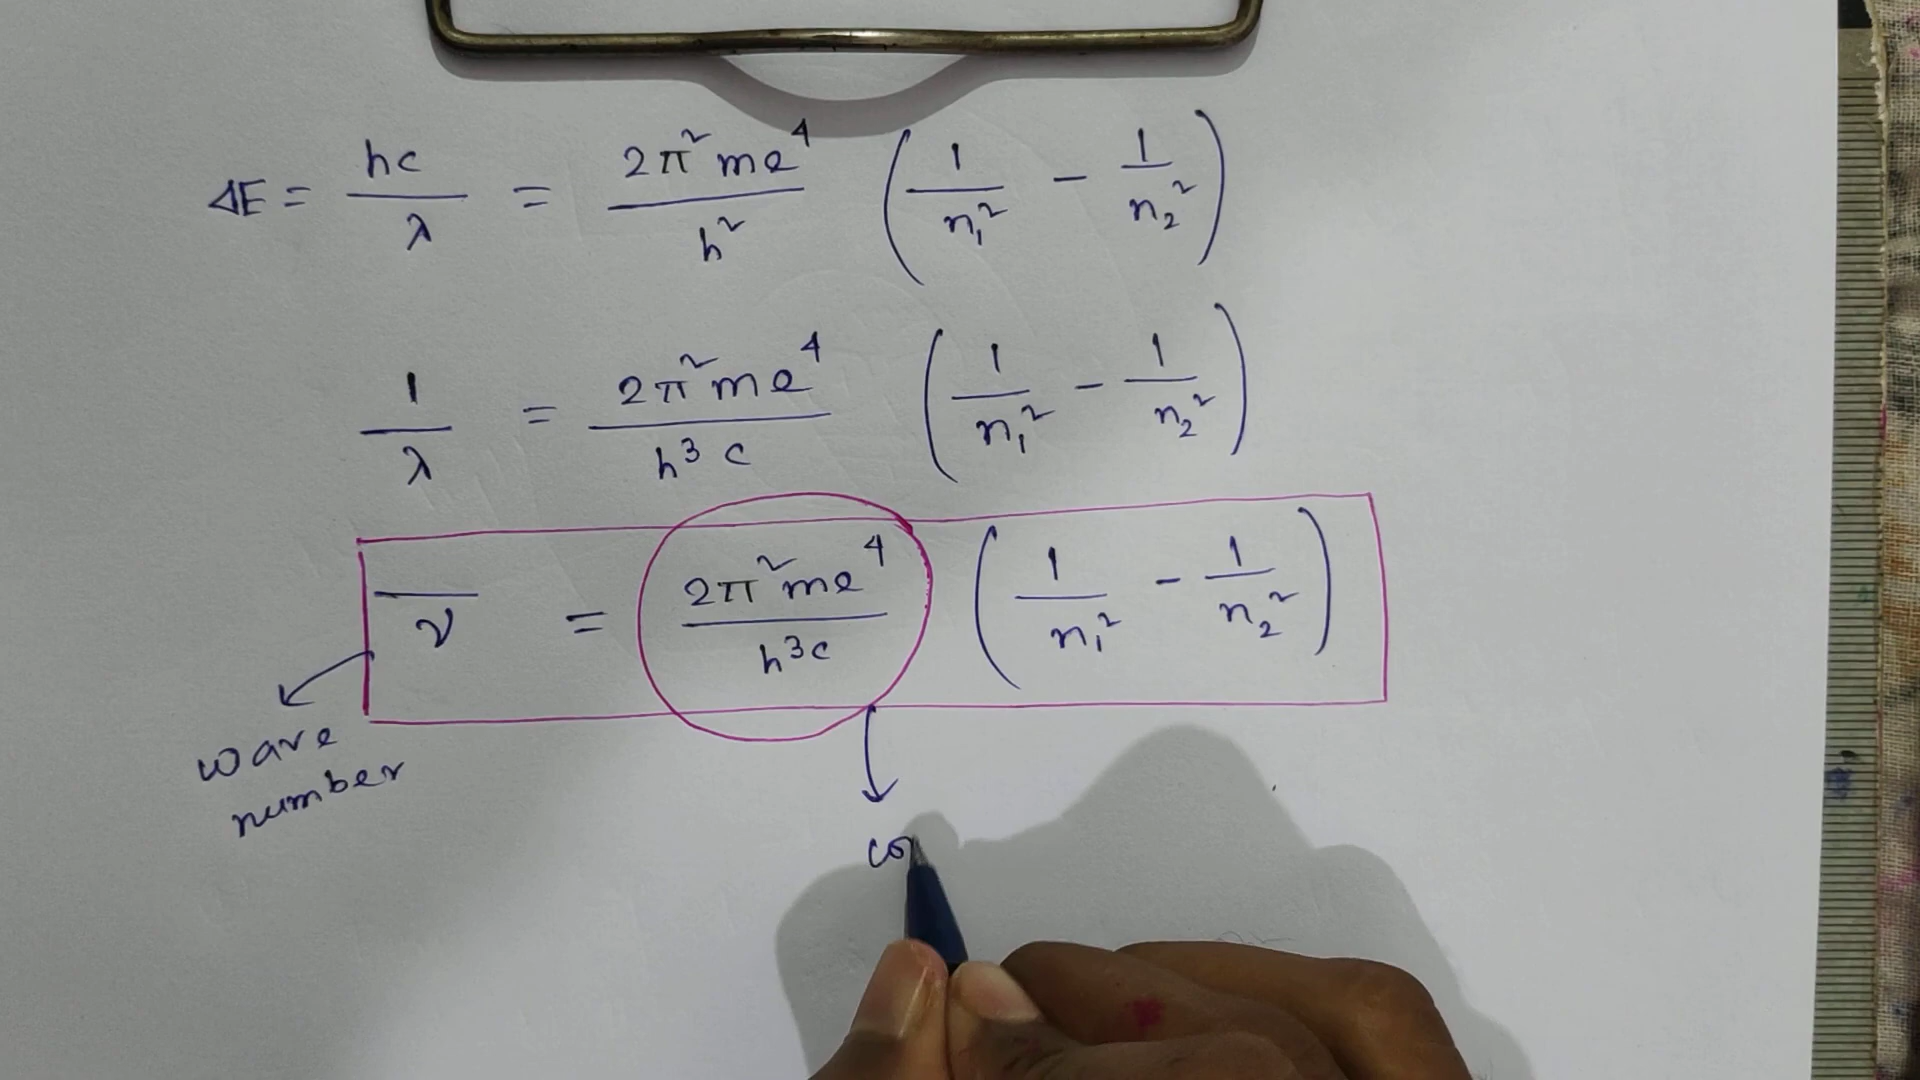 ΔE = hc/λ = 2π²me⁴/h² (1/n₁² - 1/n₂²)
1/λ = 2π²me⁴/h³c (1/n₁² - 1/n₂²)
ν̅ = 2π²me⁴/h³c (1/n₁² - 1/n₂²)
wave
number
co